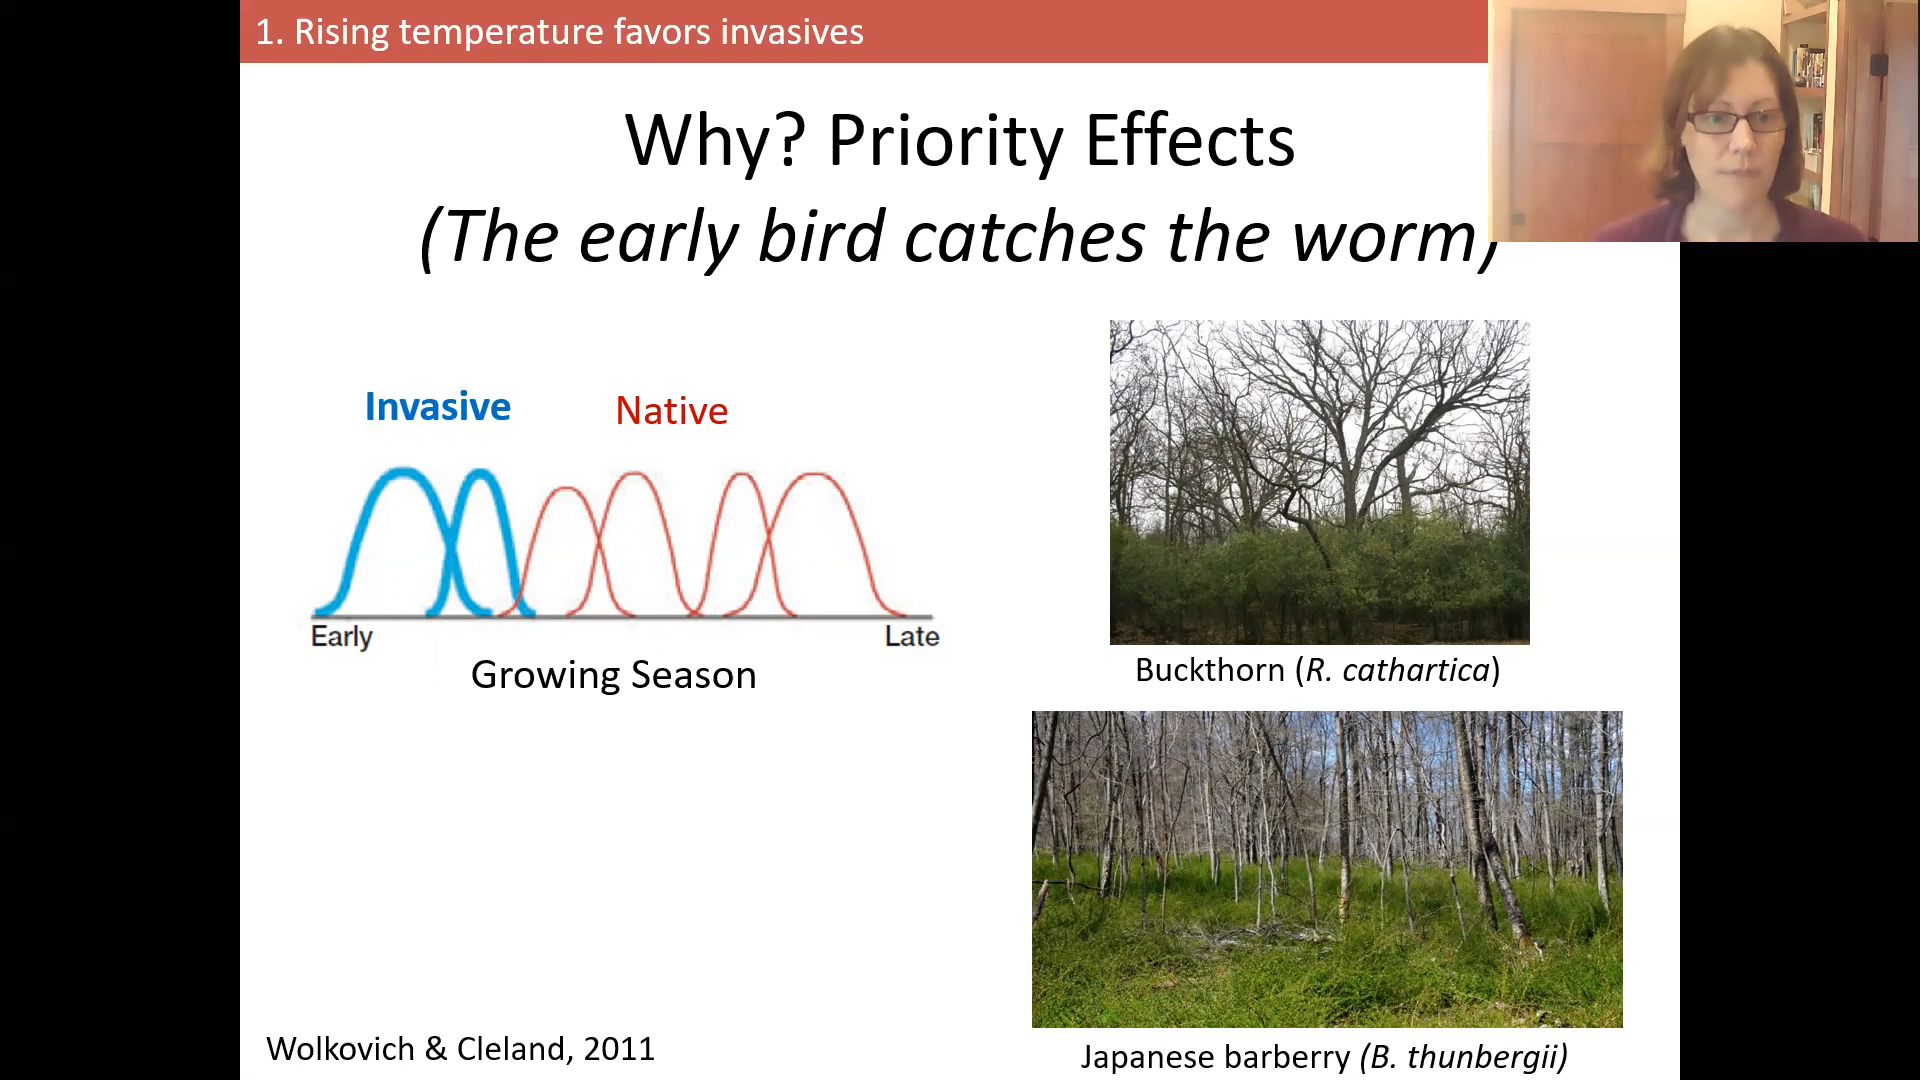 1. Rising temperature favors invasives
Why? Priority Effects
(The early bird catches the worm)
Invasive
Native
Early
Late
Growing Season
Buckthorn (R. cathartica)
Japanese barberry (B. thunbergii)
Wolkovich & Cleland, 2011